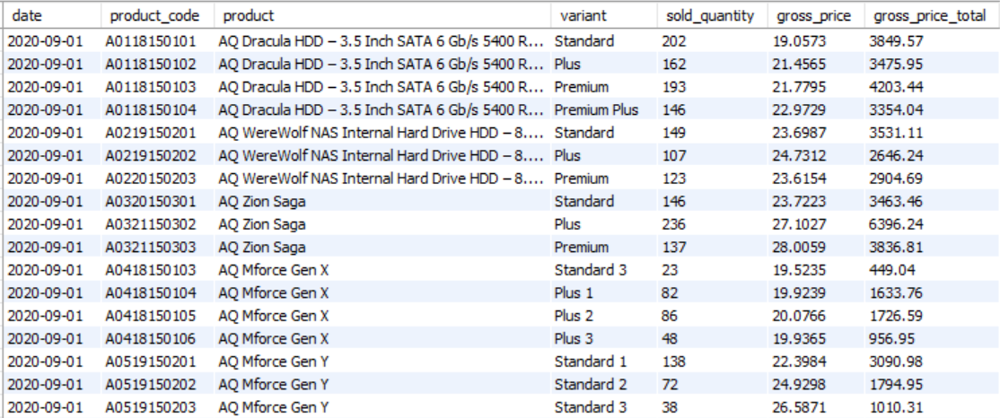 date product_code product variant sold_quantity gross_price gross_price_total
2020-09-01 A0118150101 AQ Dracula HDD – 3.5 Inch SATA 6 Gb/s 5400 R... Standard 202 19.0573 3849.57
2020-09-01 A0118150102 AQ Dracula HDD – 3.5 Inch SATA 6 Gb/s 5400 R... Plus 162 21.4565 3475.95
2020-09-01 A0118150103 AQ Dracula HDD – 3.5 Inch SATA 6 Gb/s 5400 R... Premium 193 21.7795 4203.44
2020-09-01 A0118150104 AQ Dracula HDD – 3.5 Inch SATA 6 Gb/s 5400 R... Premium Plus 146 22.9729 3354.04
2020-09-01 A0219150201 AQ WereWolf NAS Internal Hard Drive HDD – 8.... Standard 149 23.6987 3531.11
2020-09-01 A0219150202 AQ WereWolf NAS Internal Hard Drive HDD – 8.... Plus 107 24.7312 2646.24
2020-09-01 A0220150203 AQ WereWolf NAS Internal Hard Drive HDD – 8.... Premium 123 23.6154 2904.69
2020-09-01 A0320150301 AQ Zion Saga Standard 146 23.7223 3463.46
2020-09-01 A0321150302 AQ Zion Saga Plus 236 27.1027 6396.24
2020-09-01 A0321150303 AQ Zion Saga Premium 137 28.0059 3836.81
2020-09-01 A0418150103 AQ Mforce Gen X Standard 3 23 19.5235 449.04
2020-09-01 A0418150104 AQ Mforce Gen X Plus 1 82 19.9239 1633.76
2020-09-01 A0418150105 AQ Mforce Gen X Plus 2 86 20.0766 1726.59
2020-09-01 A0418150106 AQ Mforce Gen X Plus 3 48 19.9365 956.95
2020-09-01 A0519150201 AQ Mforce Gen Y Standard 1 138 22.3984 3090.98
2020-09-01 A0519150202 AQ Mforce Gen Y Standard 2 72 24.9298 1794.95
2020-09-01 A0519150203 AQ Mforce Gen Y Standard 3 38 26.5871 1010.31